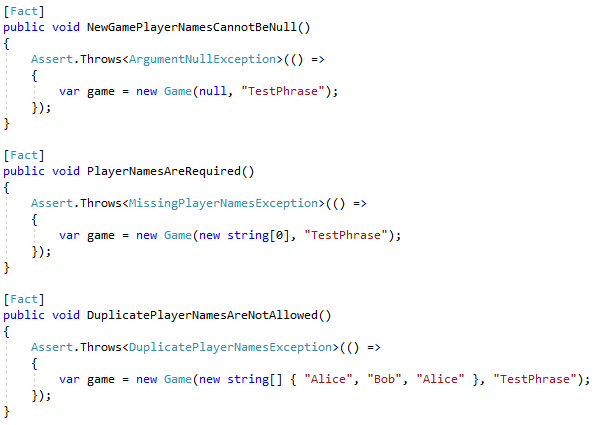 [Fact]
public void NewGamePlayerNamesCannotBeNull()
{
    Assert.Throws<ArgumentNullException>(() =>
    {
        var game = new Game(null, "TestPhrase");
    });
}

[Fact]
public void PlayerNamesAreRequired()
{
    Assert.Throws<MissingPlayerNamesException>(() =>
    {
        var game = new Game(new string[0], "TestPhrase");
    });
}

[Fact]
public void DuplicatePlayerNamesAreNotAllowed()
{
    Assert.Throws<DuplicatePlayerNamesException>(() =>
    {
        var game = new Game(new string[] { "Alice", "Bob", "Alice" }, "TestPhrase");
    });
}